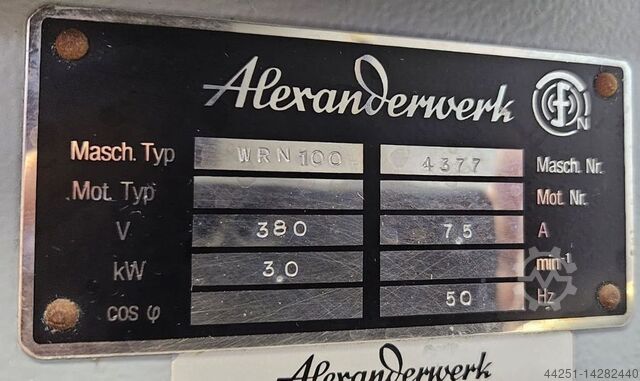 Alexanderwerk
Masch. Typ WRN 100 4377 Masch. Nr.
Mot. Typ Mot. Nr.
V 380 7.5 A
kW 3.0 min-1
cos φ 50 Hz
Alexanderwerk
44251-14282440